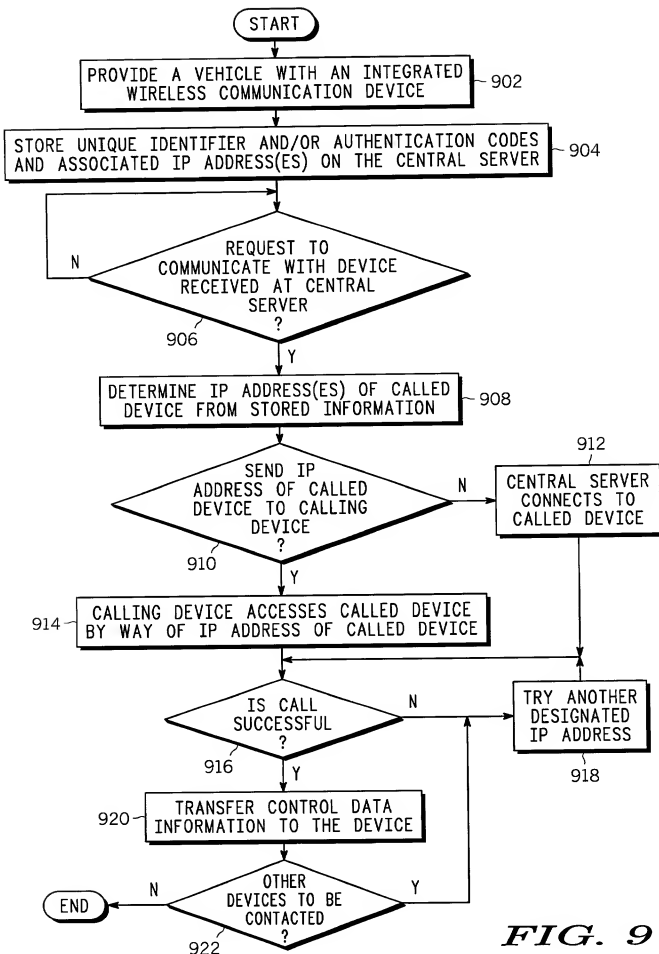 START
PROVIDE A VEHICLE WITH AN INTEGRATED
WIRELESS COMMUNICATION DEVICE
902
STORE UNIQUE IDENTIFIER AND/OR AUTHENTICATION CODES
AND ASSOCIATED IP ADDRESS(ES) ON THE CENTRAL SERVER
904
REQUEST TO
COMMUNICATE WITH DEVICE
RECEIVED AT CENTRAL
SERVER
?
N
906
Y
DETERMINE IP ADDRESS(ES) OF CALLED
DEVICE FROM STORED INFORMATION
908
SEND IP
ADDRESS OF CALLED
DEVICE TO CALLING
DEVICE
?
N
910
Y
912
CENTRAL SERVER
CONNECTS TO
CALLED DEVICE
914
CALLING DEVICE ACCESSES CALLED DEVICE
BY WAY OF IP ADDRESS OF CALLED DEVICE
IS CALL
SUCCESSFUL
?
N
916
Y
TRY ANOTHER
DESIGNATED
IP ADDRESS
918
920
TRANSFER CONTROL DATA
INFORMATION TO THE DEVICE
OTHER
DEVICES TO BE
CONTACTED
?
N
Y
922
END
FIG. 9